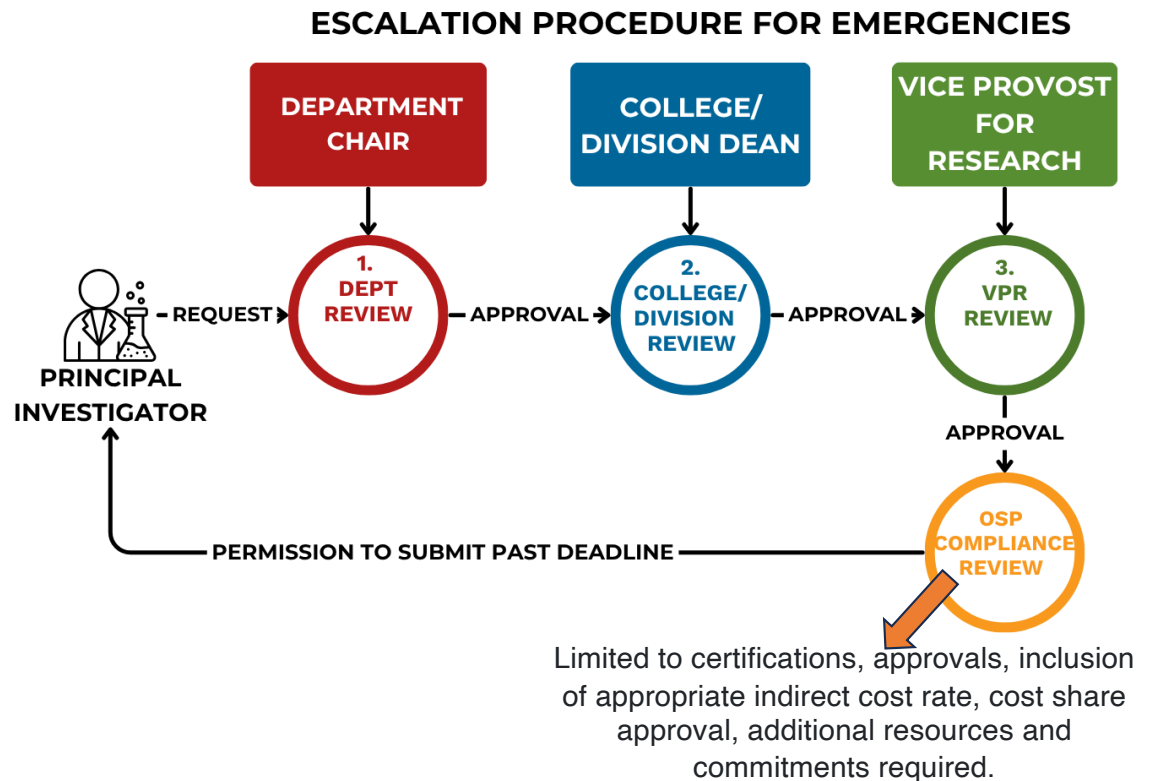 ESCALATION PROCEDURE FOR EMERGENCIES
DEPARTMENT
CHAIR
COLLEGE/
DIVISION DEAN
VICE PROVOST
FOR
RESEARCH
1.
DEPT
REVIEW
2.
COLLEGE/
DIVISION
REVIEW
3.
VPR
REVIEW
REQUEST
APPROVAL
APPROVAL
PRINCIPAL
INVESTIGATOR
APPROVAL
OSP
COMPLIANCE
REVIEW
PERMISSION TO SUBMIT PAST DEADLINE
Limited to certifications, approvals, inclusion
of appropriate indirect cost rate, cost share
approval, additional resources and
commitments required.